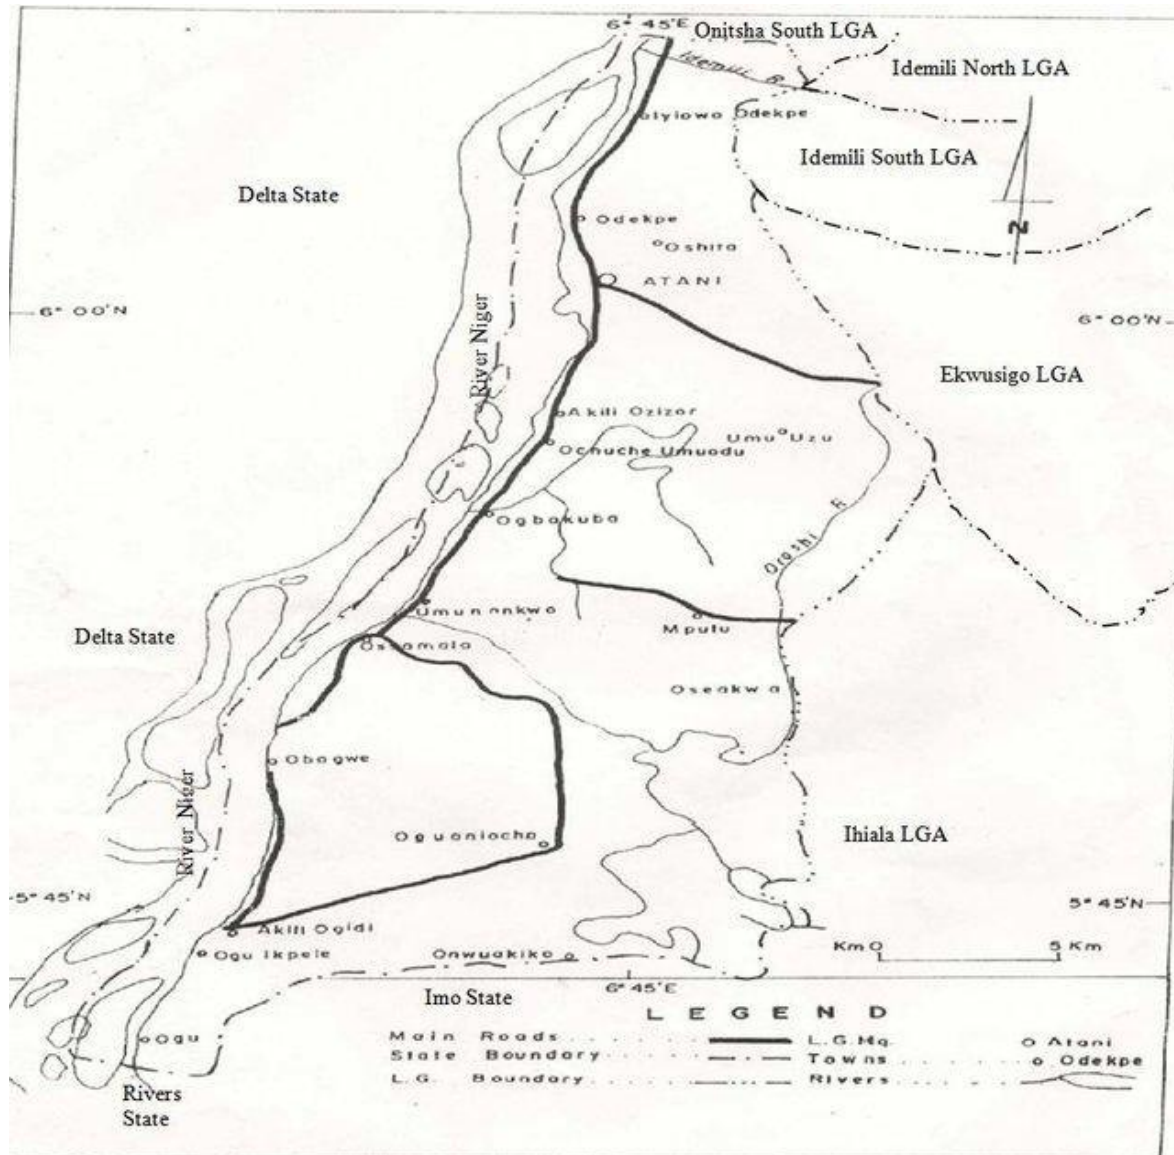 6° 45'E
Onitsha South LGA
Idemili R
Idemili North LGA
Iyiowo Odekpe
Idemili South LGA
Delta State
Odekpe
Oshita
N
ATANI
6° 00'N
6° 00'N
River Niger
Ekwusigo LGA
Akili Ozizor
Umu Uzu
Ochuche Umuodu
Ogbakuba
Orashi R
Umunankwo
Mputu
Delta State
Ossamala
Oseakwa
Obagwe
River Niger
Oguaniocha
Ihiala LGA
5° 45'N
5° 45'N
Akili Ogidi
Km 0 5 Km
Ogu Ikpele
Onwuakiko
Imo State
6° 45'E
LEGEND
Main Roads L.G.Hq. Atani
Ogu
State Boundary Towns Odekpe
L.G. Boundary Rivers
Rivers
State